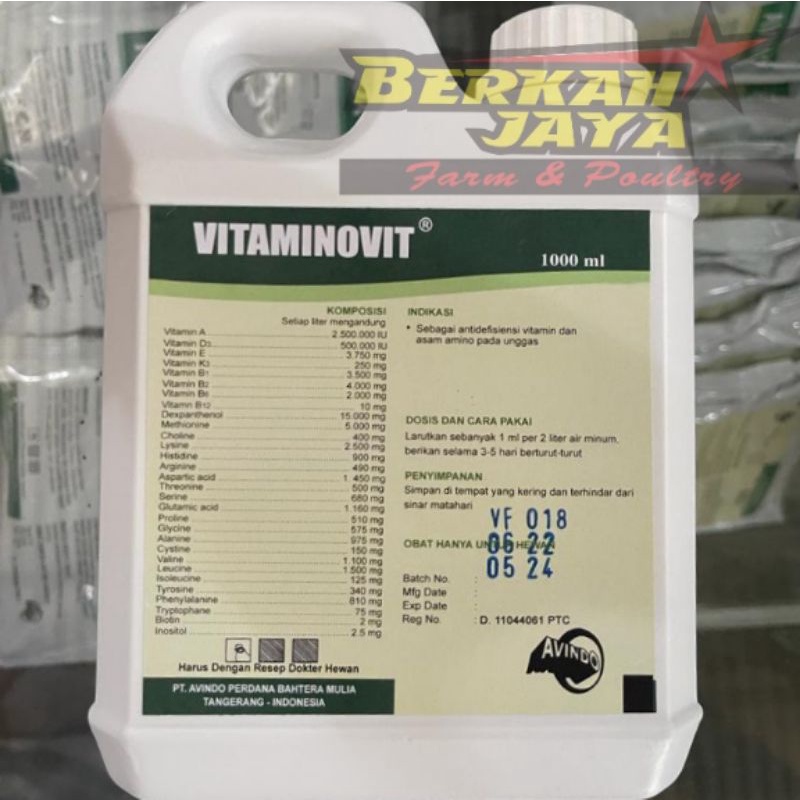 BERKAH
JAYA
Farm & Poultry
VITAMINOVIT®
1000 ml
KOMPOSISI
Setiap liter mengandung
Vitamin A 2.500.000 IU
Vitamin D3 500.000 IU
Vitamin E 3.750 mg
Vitamin K3 250 mg
Vitamin B1 3.500 mg
Vitamin B2 4.000 mg
Vitamin B6 2.000 mg
Vitamn B12 10 mg
Dexpanthenol 15.000 mg
Methionine 5.000 mg
Choline 400 mg
Lysine 2.500 mg
Histidine 900 mg
Arginine 490 mg
Aspartic acid 1.450 mg
Threonine 500 mg
Serine 680 mg
Glutamic acid 1.160 mg
Proline 510 mg
Glycine 575 mg
Alanine 975 mg
Cystine 150 mg
Valine 1.100 mg
Leucine 1.500 mg
Isoleucine 125 mg
Tyrosine 340 mg
Phenylalanine 810 mg
Tryptophane 75 mg
Biotin 2 mg
Inositol 2.5 mg
Harus Dengan Resep Dokter Hewan
PT. AVINDO PERDANA BAHTERA MULIA
TANGERANG - INDONESIA
INDIKASI
• Sebagai antidefisiensi vitamin dan
asam amino pada unggas
DOSIS DAN CARA PAKAI
Larutkan sebanyak 1 ml per 2 liter air minum,
berikan selama 3-5 hari berturut-turut
PENYIMPANAN
Simpan di tempat yang kering dan terhindar dari
sinar matahari
VF 018
OBAT HANYA UNTUK HEWAN
06 22
05 24
Batch No. :
Mfg Date :
Exp Date :
Reg No. : D. 11044061 PTC
AVINDO